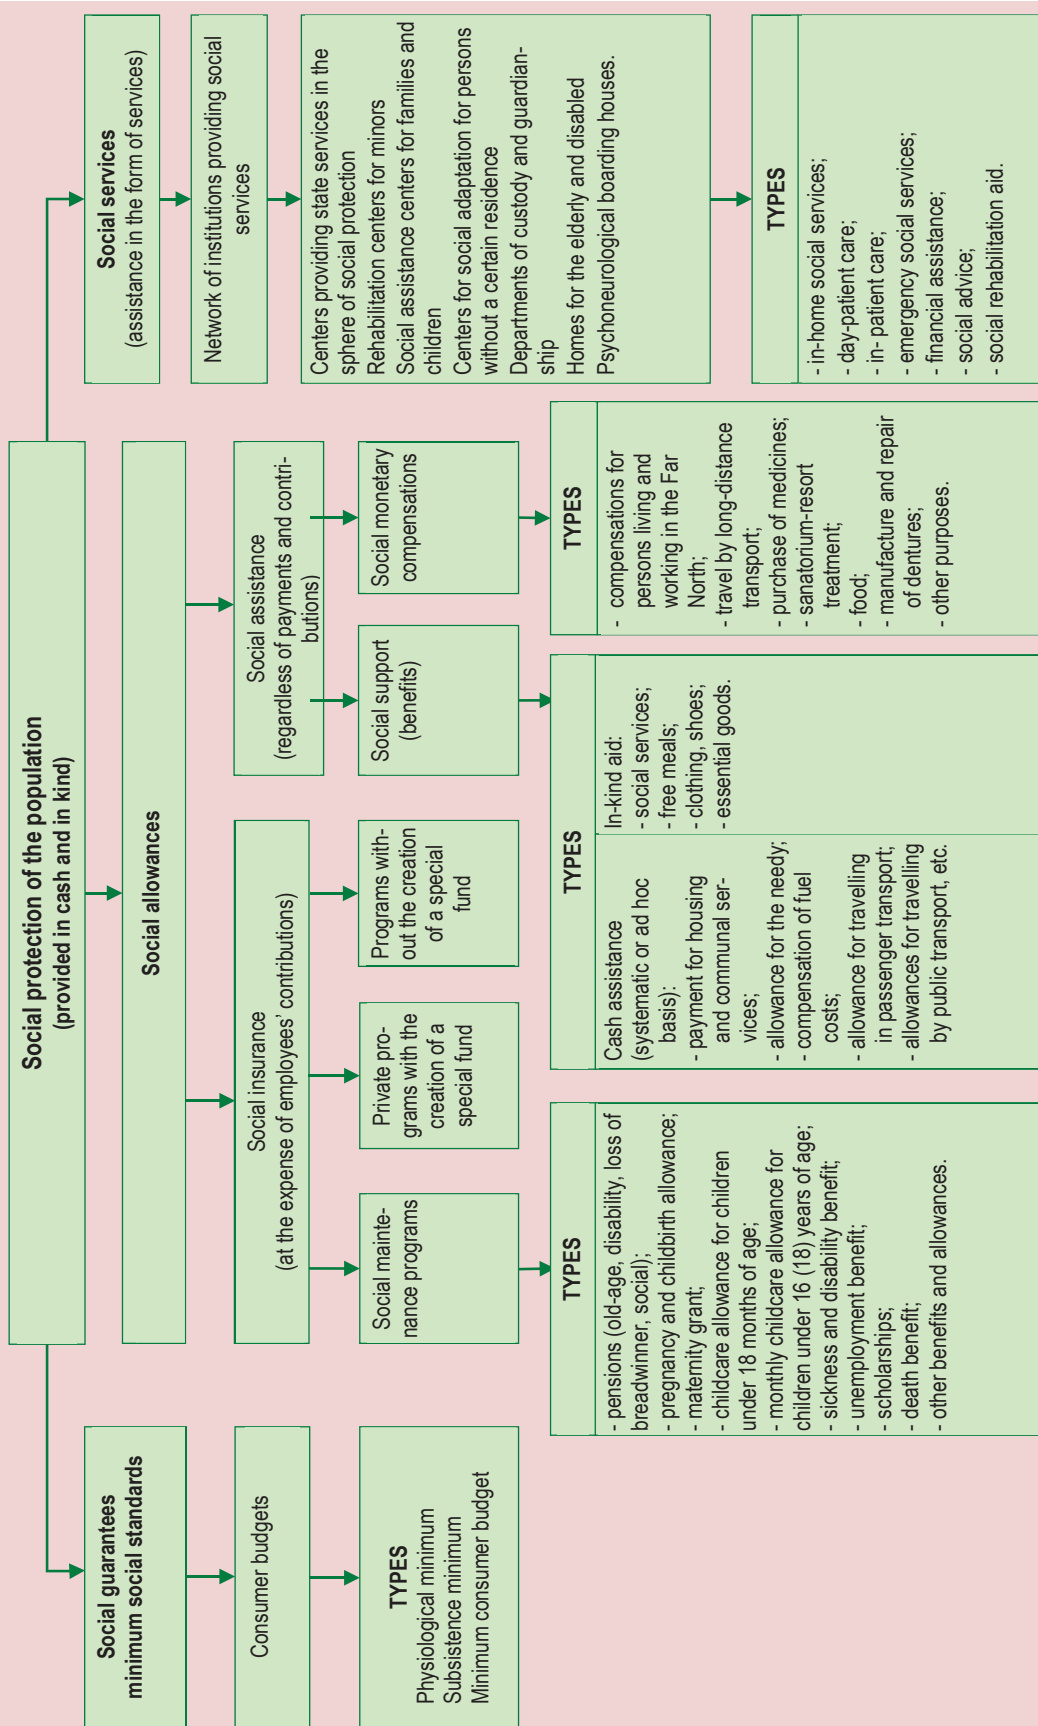 Social protection of the population
(provided in cash and in kind)
Social guarantees
minimum social standards
Consumer budgets
TYPES
Physiological minimum
Subsistence minimum
Minimum consumer budget
Social allowances
Social insurance
(at the expense of employees' contributions)
Social mainte-
nance programs
Private pro-
grams with the
creation of a
special fund
Programs with-
out the creation
of a special
fund
TYPES
- pensions (old-age, disability, loss of
breadwinner, social);
- pregnancy and childbirth allowance;
- maternity grant;
- childcare allowance for children
under 18 months of age;
- monthly childcare allowance for
children under 16 (18) years of age;
- sickness and disability benefit;
- unemployment benefit;
- scholarships;
- death benefit;
- other benefits and allowances.
Social assistance
(regardless of payments and contri-
butions)
Social support
(benefits)
Social monetary
compensations
TYPES
Cash assistance
(systematic or ad hoc
basis):
- payment for housing
and communal ser-
vices;
- allowance for the needy;
- compensation of fuel
costs;
- allowance for travelling
in passenger transport;
- allowances for travelling
by public transport, etc.
In-kind aid:
- social services;
- free meals;
- clothing, shoes;
- essential goods.
TYPES
- compensations for
persons living and
working in the Far
North;
- travel by long-distance
transport;
- purchase of medicines;
- sanatorium-resort
treatment;
- food;
- manufacture and repair
of dentures;
- other purposes.
Social services
(assistance in the form of services)
Network of institutions providing social
services
Centers providing state services in the
sphere of social protection
Rehabilitation centers for minors
Social assistance centers for families and
children
Centers for social adaptation for persons
without a certain residence
Departments of custody and guardian-
ship
Homes for the elderly and disabled
Psychoneurological boarding houses.
TYPES
- in-home social services;
- day-patient care;
- in- patient care;
- emergency social services;
- financial assistance;
- social advice;
- social rehabilitation aid.